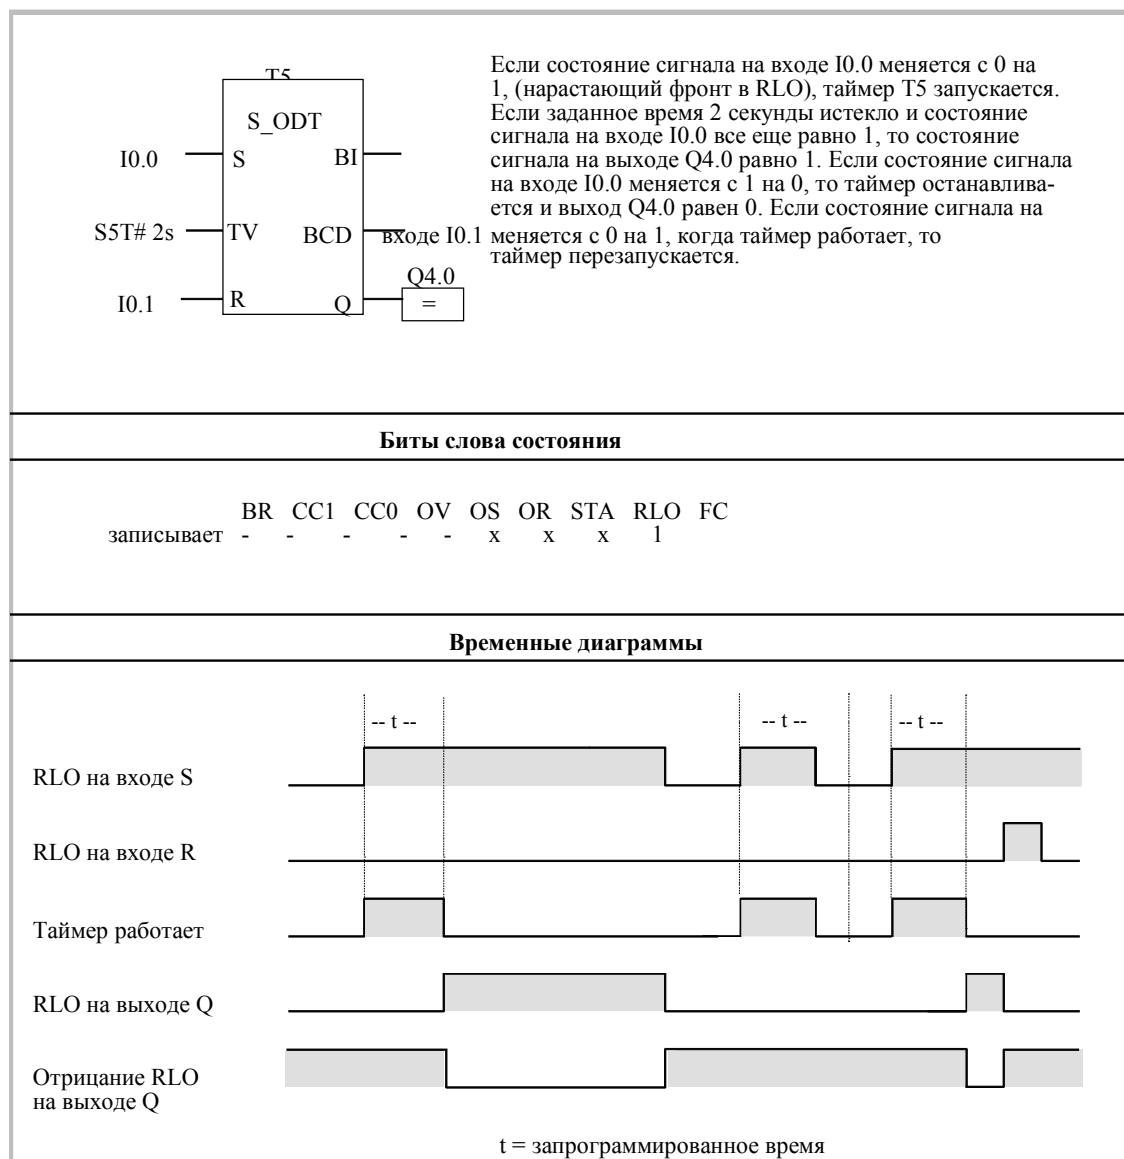 T5
S_ODT
I0.0 S BI
S5T# 2s TV BCD
I0.1 R Q
Q4.0
=
Если состояние сигнала на входе I0.0 меняется с 0 на
1, (нарастающий фронт в RLO), таймер T5 запускается.
Если заданное время 2 секунды истекло и состояние
сигнала на входе I0.0 все еще равно 1, то состояние
сигнала на выходе Q4.0 равно 1. Если состояние сигнала
на входе I0.0 меняется с 1 на 0, то таймер останавлива-
ется и выход Q4.0 равен 0. Если состояние сигнала на
входе I0.1 меняется с 0 на 1, когда таймер работает, то
таймер перезапускается.
Биты слова состояния
BR CC1 CC0 OV OS OR STA RLO FC
записывает - - - - - x x x 1
Временные диаграммы
-- t -- -- t -- -- t --
RLO на входе S
RLO на входе R
Таймер работает
RLO на выходе Q
Отрицание RLO
на выходе Q
t = запрограммированное время